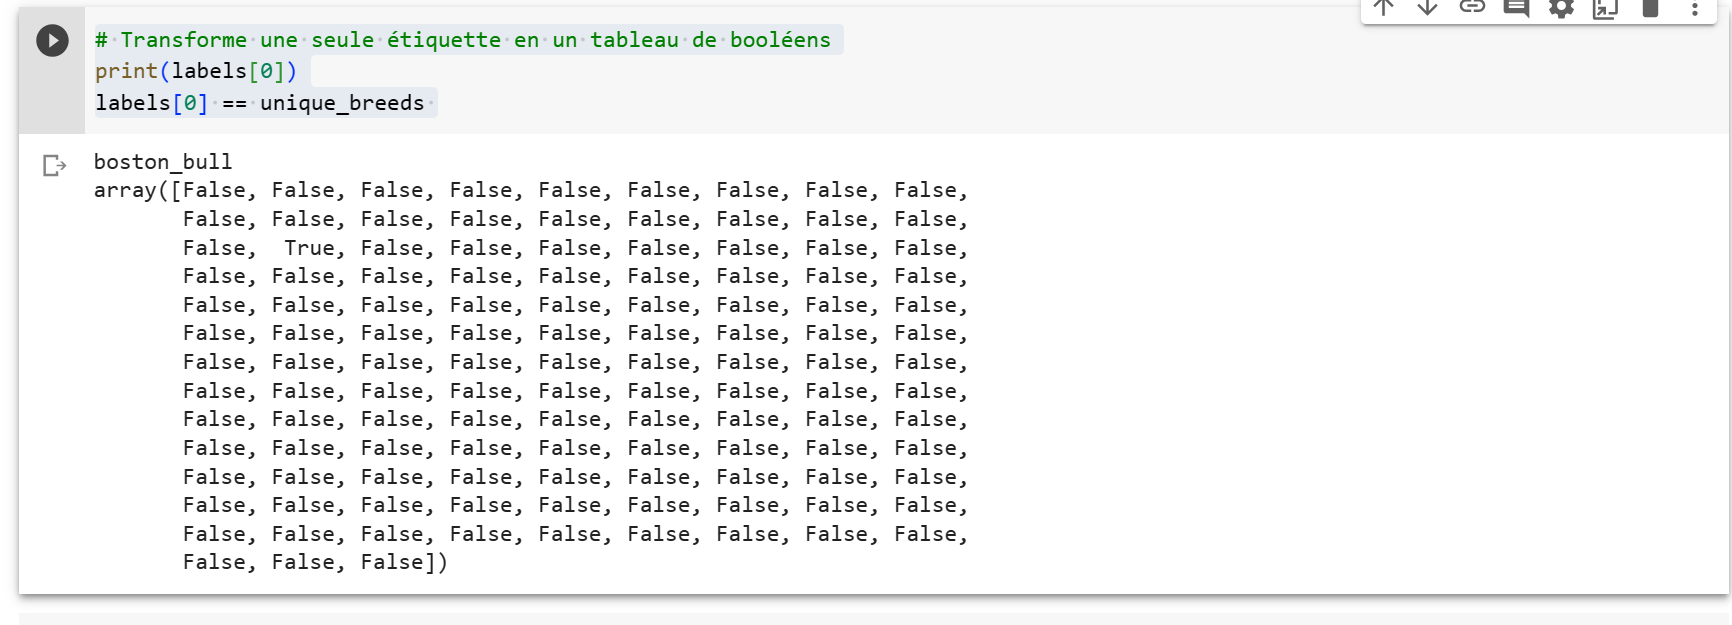 # Transforme une seule étiquette en un tableau de booléens
print(labels[0])
labels[0] == unique_breeds
boston_bull
array([False, False, False, False, False, False, False, False, False,
False, False, False, False, False, False, False, False, False,
False,  True, False, False, False, False, False, False, False,
False, False, False, False, False, False, False, False, False,
False, False, False, False, False, False, False, False, False,
False, False, False, False, False, False, False, False, False,
False, False, False, False, False, False, False, False, False,
False, False, False, False, False, False, False, False, False,
False, False, False, False, False, False, False, False, False,
False, False, False, False, False, False, False, False, False,
False, False, False, False, False, False, False, False, False,
False, False, False, False, False, False, False, False, False,
False, False, False, False, False, False, False, False, False,
False, False, False])